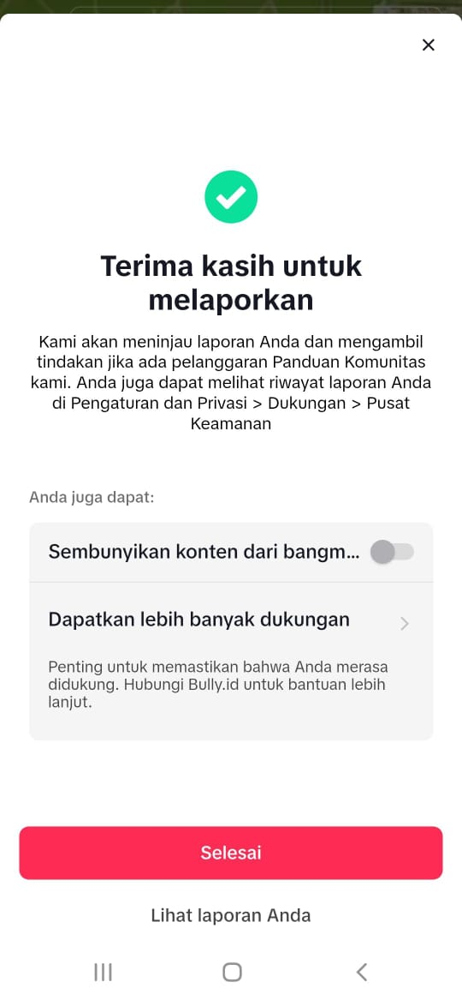 Terima kasih untuk
melaporkan
Kami akan meninjau laporan Anda dan mengambil
tindakan jika ada pelanggaran Panduan Komunitas
kami. Anda juga dapat melihat riwayat laporan Anda
di Pengaturan dan Privasi > Dukungan > Pusat
Keamanan
Anda juga dapat:
Sembunyikan konten dari bangm...
Dapatkan lebih banyak dukungan
Penting untuk memastikan bahwa Anda merasa
didukung. Hubungi Bully.id untuk bantuan lebih
lanjut.
Selesai
Lihat laporan Anda